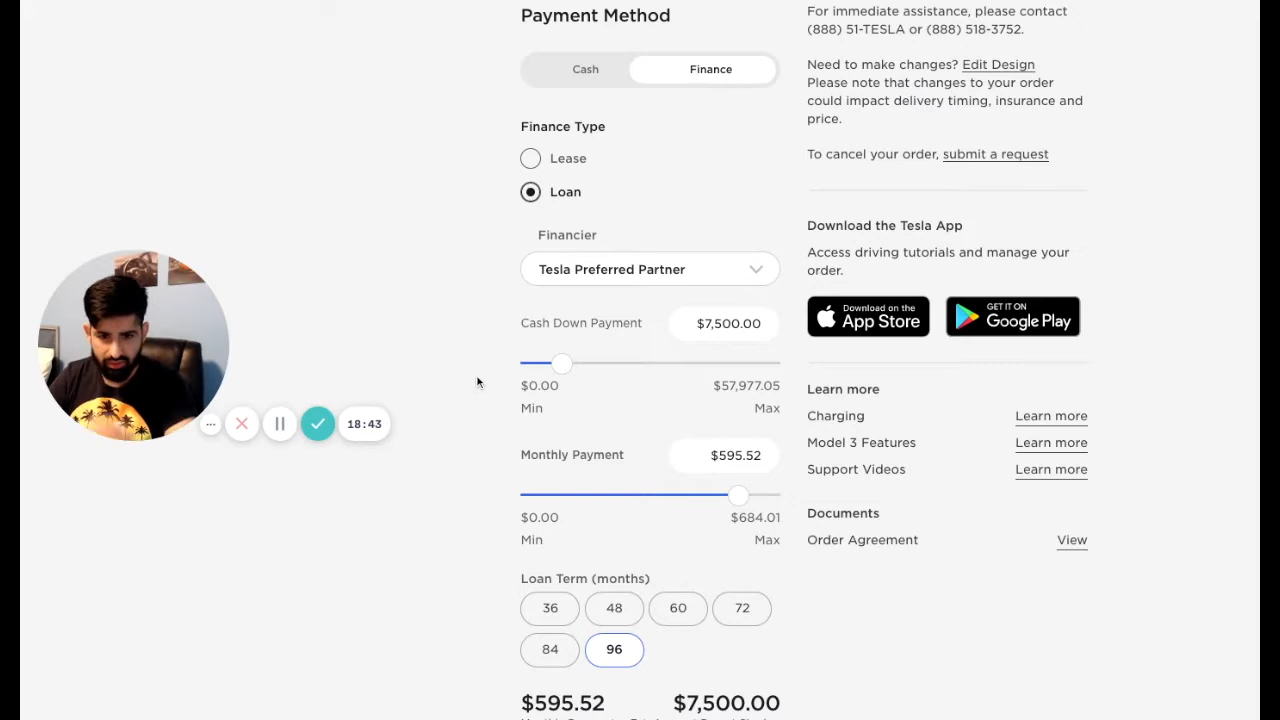 Payment Method
Cash
Finance
Finance Type
Lease
Loan
Financier
Tesla Preferred Partner
Cash Down Payment
$7,500.00
$0.00
$57,977.05
Min
Max
Monthly Payment
$595.52
$0.00
$684.01
Min
Max
Loan Term (months)
36
48
60
72
84
96
$595.52
$7,500.00
For immediate assistance, please contact
(888) 51-TESLA or (888) 518-3752.
Need to make changes? Edit Design
Please note that changes to your order
could impact delivery timing, insurance and
price.
To cancel your order, submit a request
Download the Tesla App
Access driving tutorials and manage your
order.
Download on the
App Store
GET IT ON
Google Play
Learn more
Charging
Learn more
Model 3 Features
Learn more
Support Videos
Learn more
Documents
Order Agreement
View
18:43